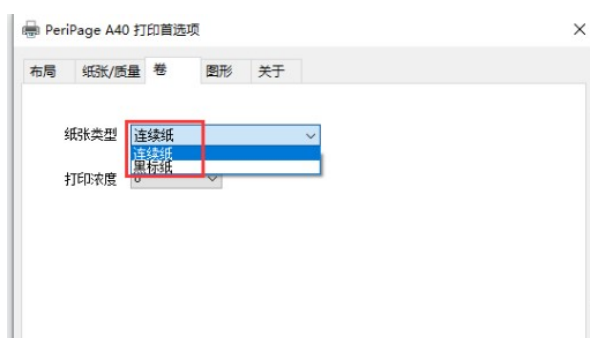 PeriPage A40 打印首选项
布局 纸张/质量 卷 图形 关于
纸张类型 连续纸
连续纸
黑标纸
打印浓度